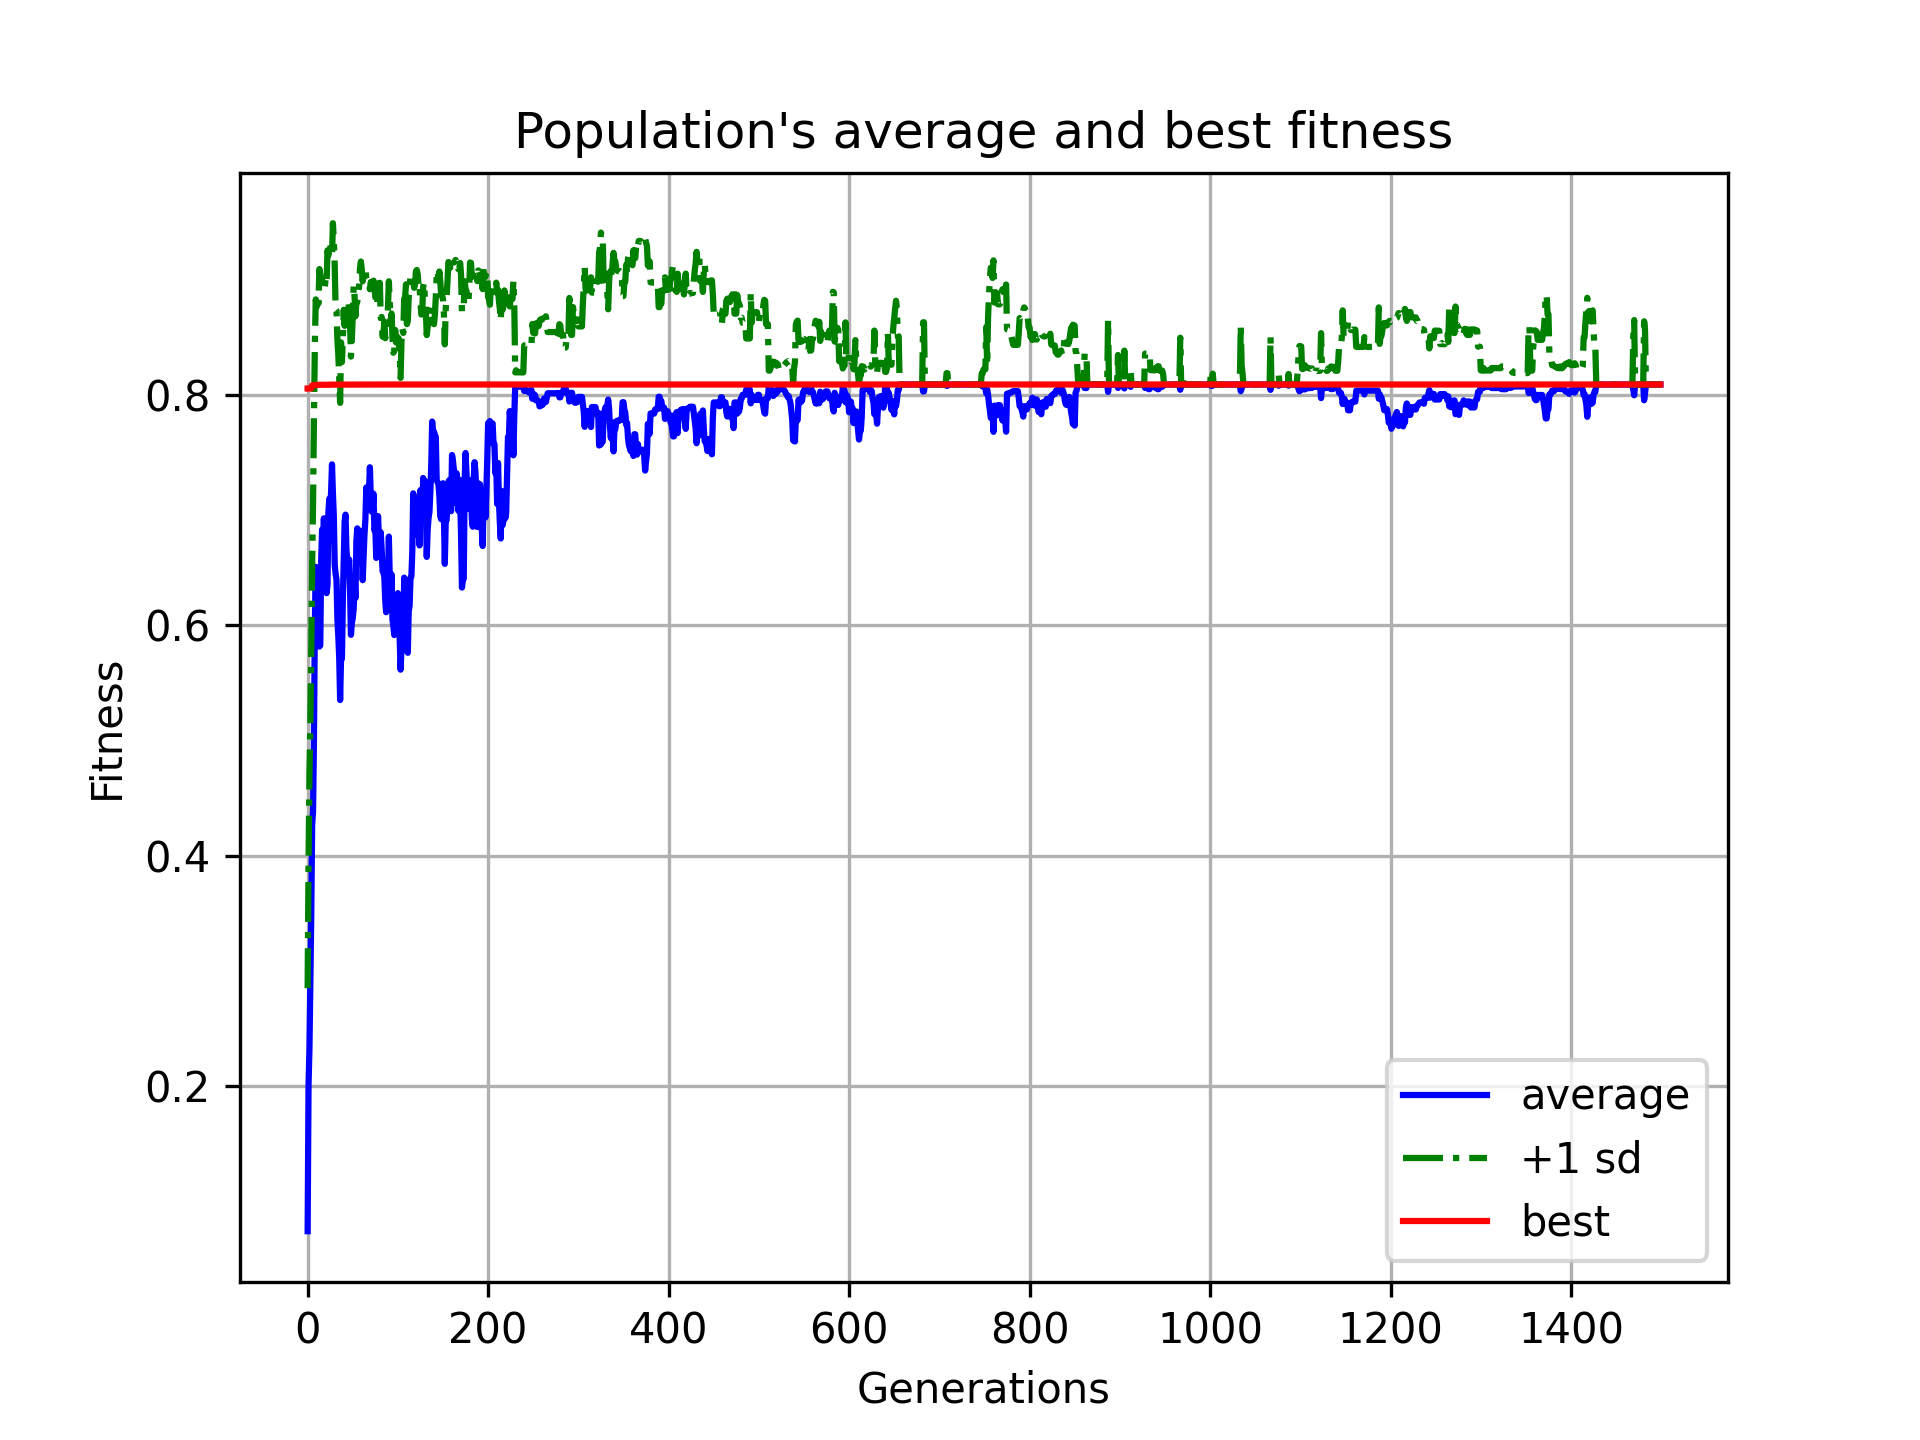 Population's average and best fitness
Fitness
0.8
0.6
0.4
0.2
0 200 400 600 800 1000 1200 1400
Generations
average
+1 sd
best